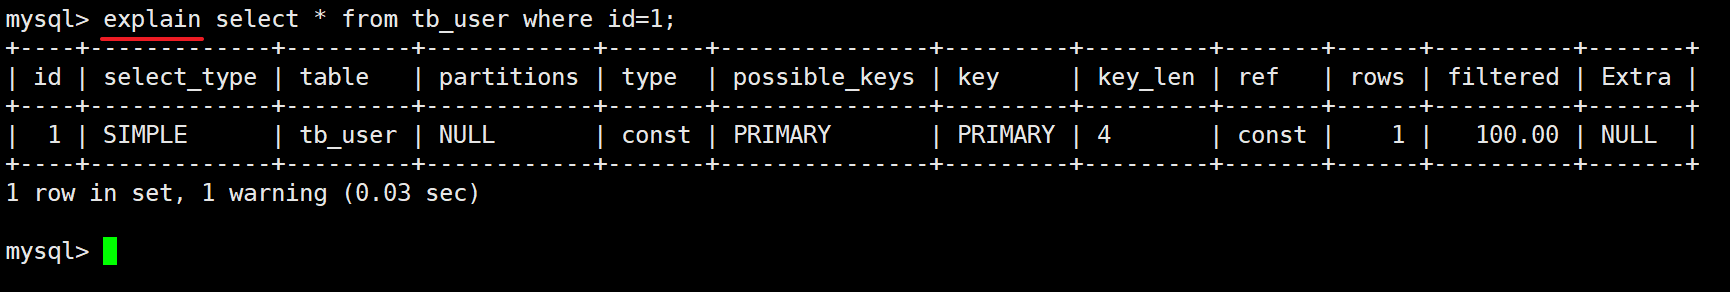 mysql> explain select * from tb_user where id=1;
+----+-------------+---------+------------+-------+---------------+---------+---------+-------+------+----------+-------+
| id | select_type | table   | partitions | type  | possible_keys | key     | key_len | ref   | rows | filtered | Extra |
+----+-------------+---------+------------+-------+---------------+---------+---------+-------+------+----------+-------+
|  1 | SIMPLE      | tb_user | NULL       | const | PRIMARY       | PRIMARY | 4       | const |    1 |   100.00 | NULL  |
+----+-------------+---------+------------+-------+---------------+---------+---------+-------+------+----------+-------+
1 row in set, 1 warning (0.03 sec)
mysql>